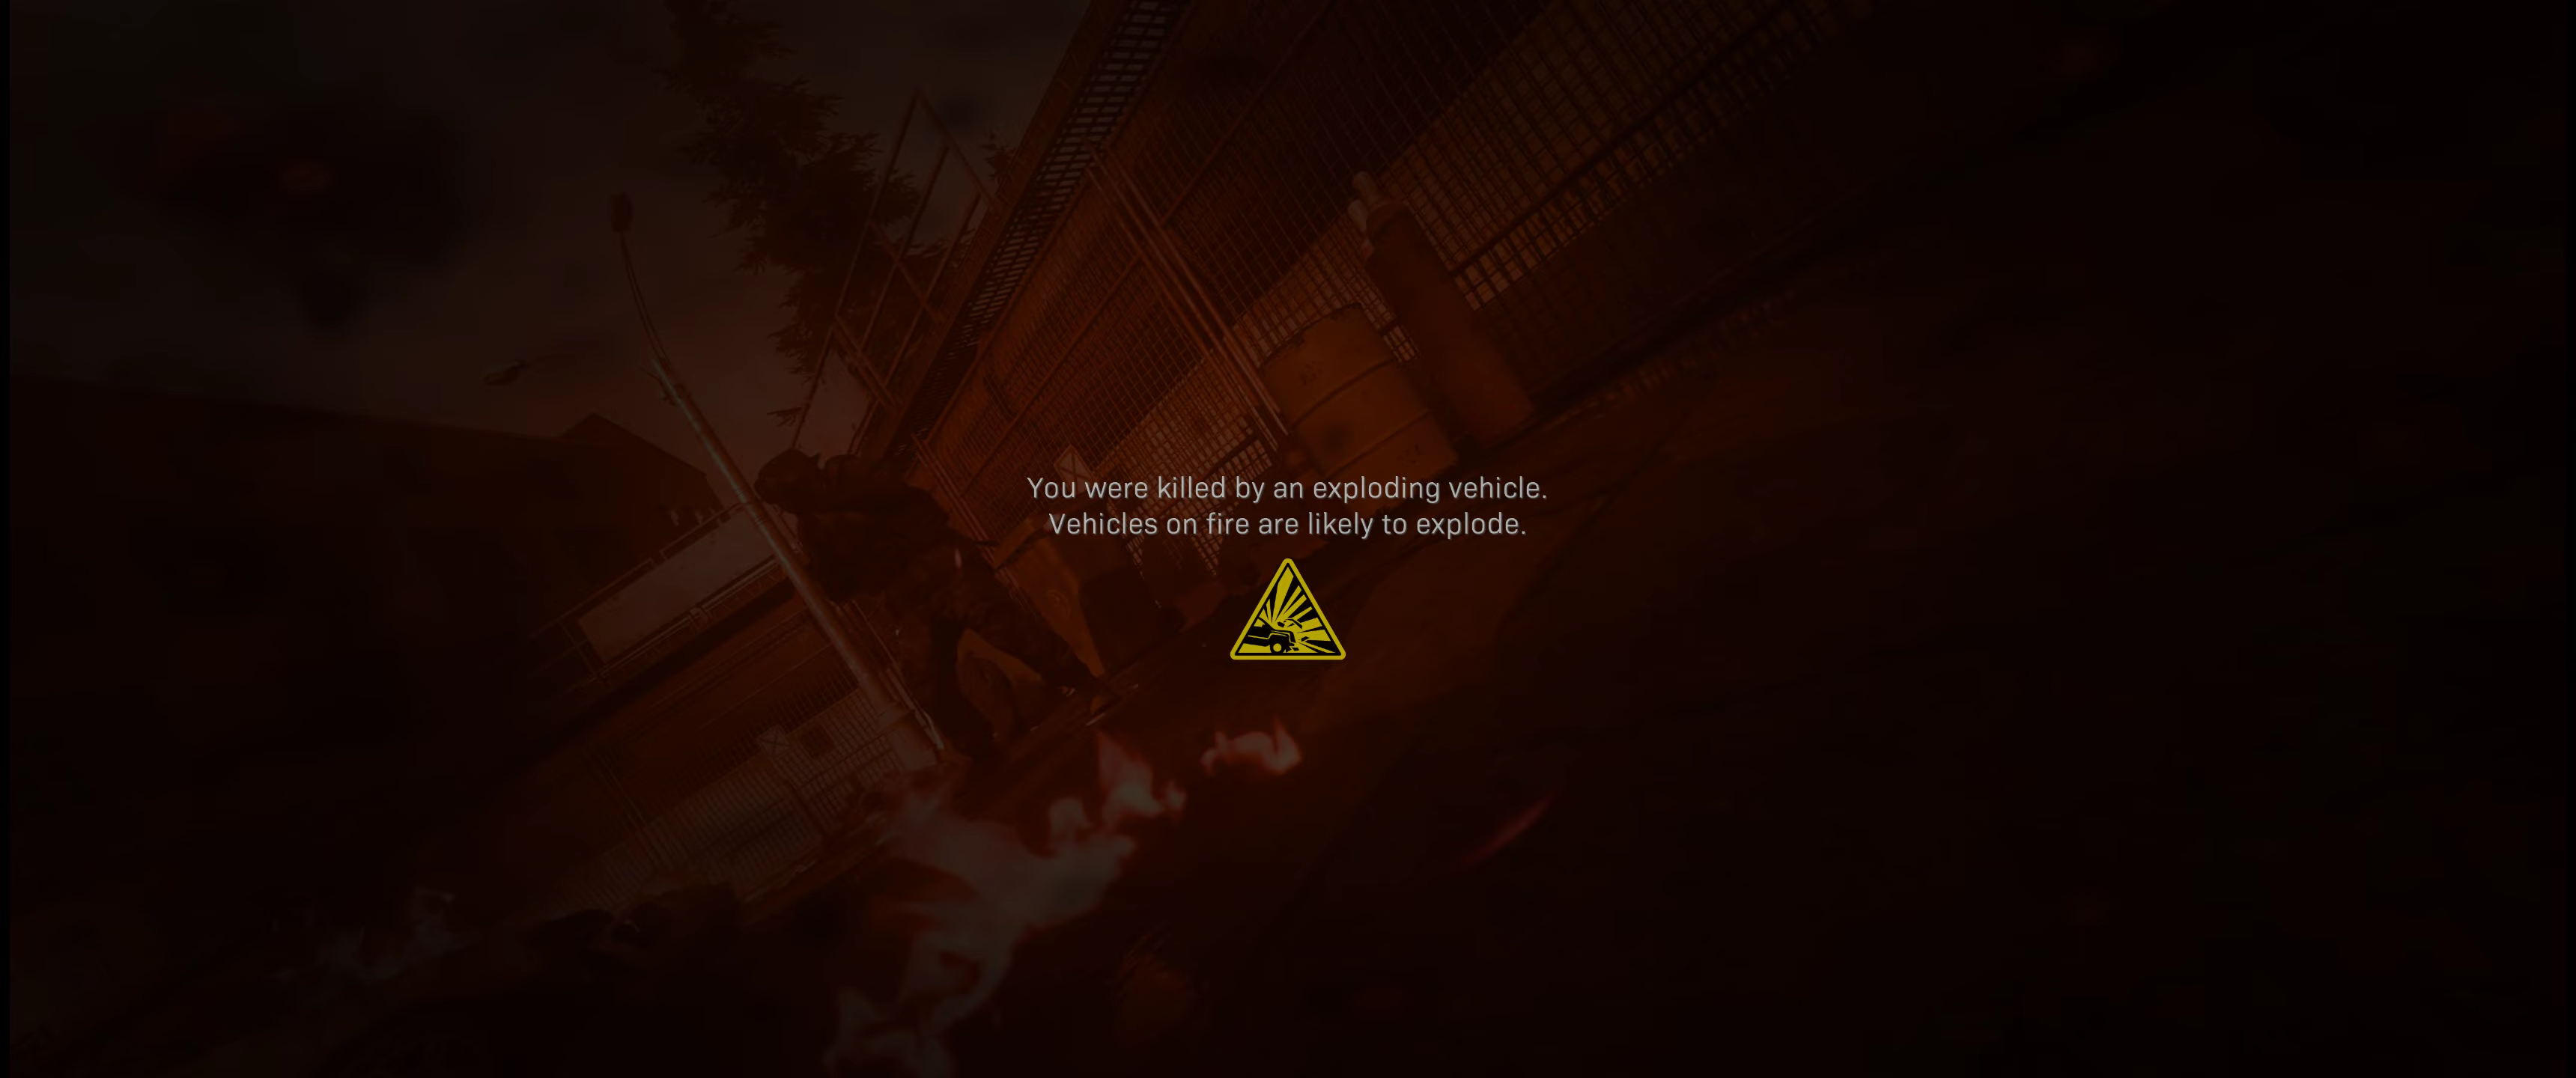 You were killed by an exploding vehicle.
Vehicles on fire are likely to explode.